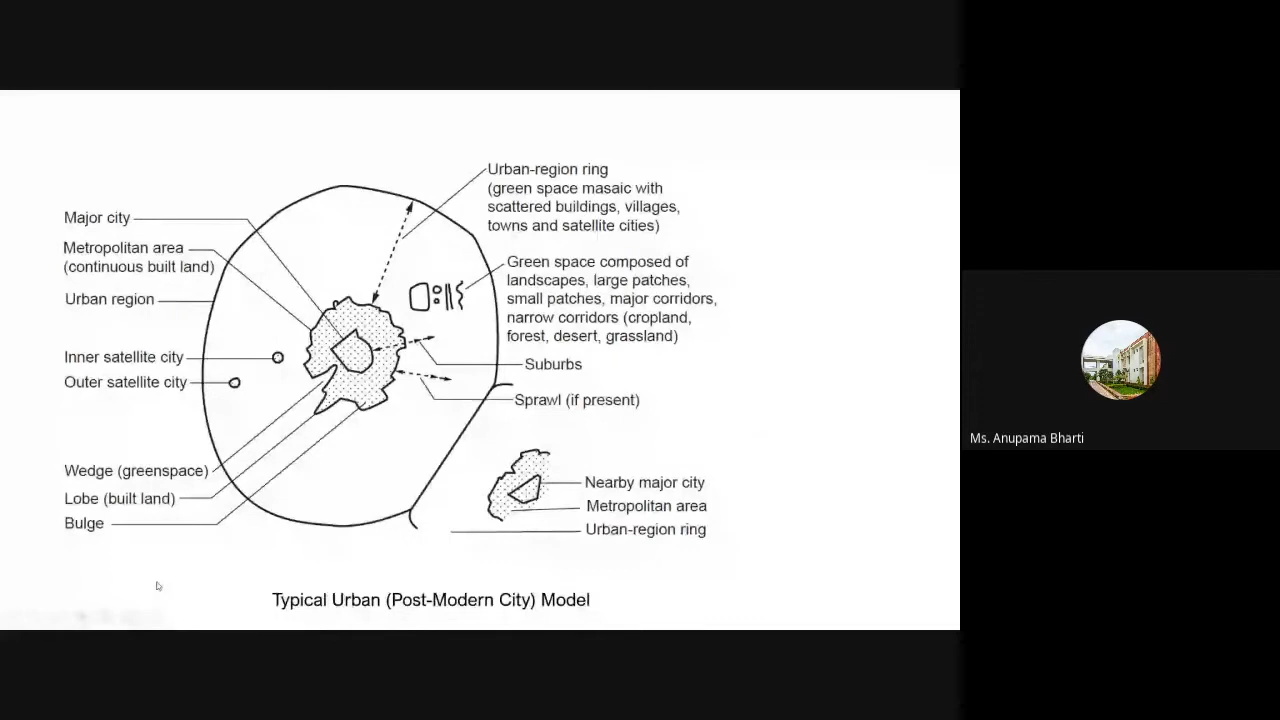 Urban-region ring
(green space masaic with
scattered buildings, villages,
towns and satellite cities)
Major city
Metropolitan area
(continuous built land)
Urban region
Green space composed of
landscapes, large patches,
small patches, major corridors,
narrow corridors (cropland,
forest, desert, grassland)
Inner satellite city
Outer satellite city
Suburbs
Sprawl (if present)
Wedge (greenspace)
Lobe (built land)
Bulge
Nearby major city
Metropolitan area
Urban-region ring
Typical Urban (Post-Modern City) Model
Ms. Anupama Bharti